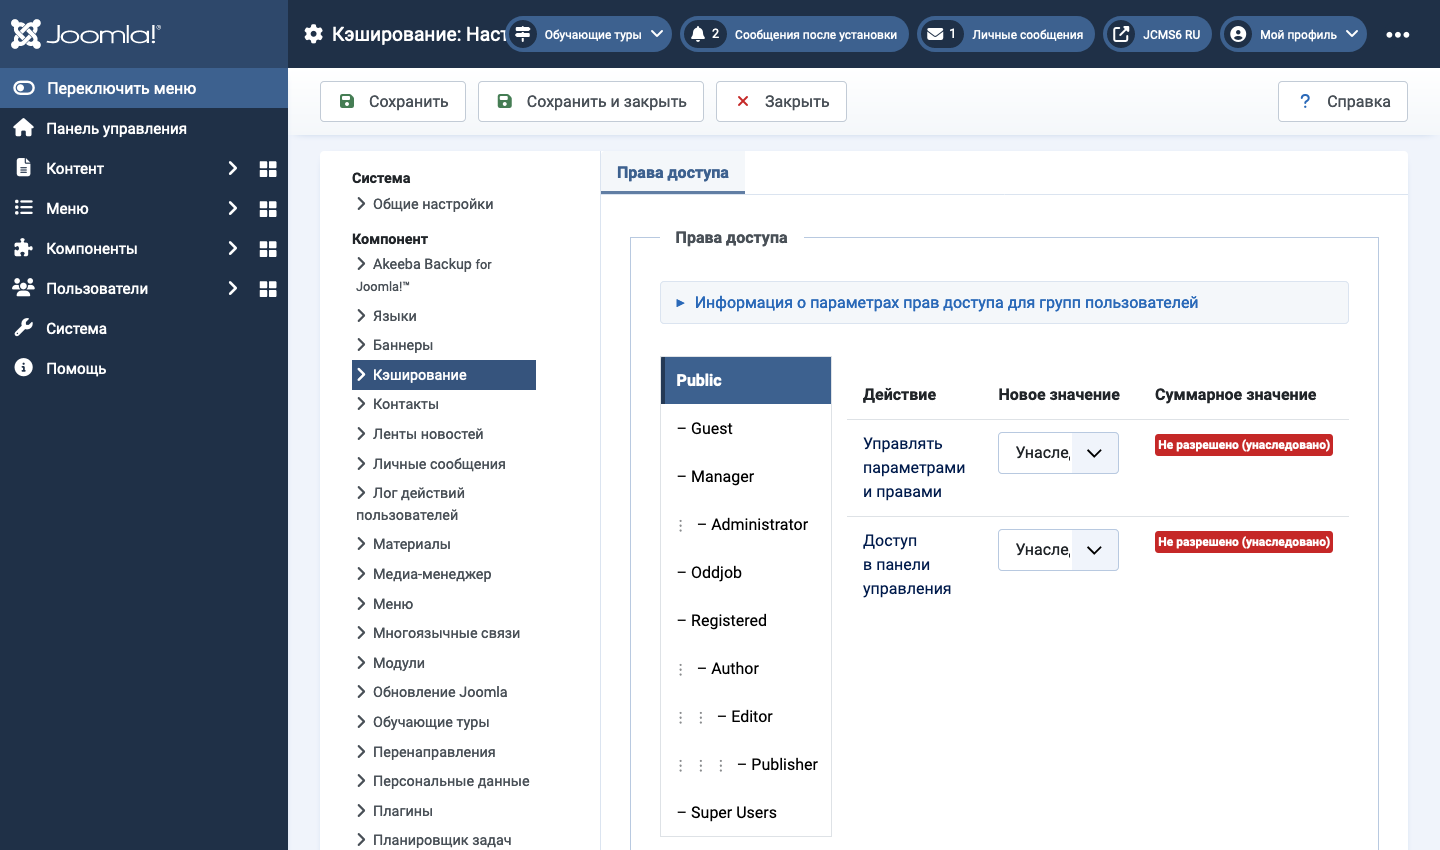 Joomla!
Кэширование: Наст
Обучающие туры
2 Сообщения после установки
1 Личные сообщения
JCMS6 RU
Мой профиль
Переключить меню
Панель управления
Контент
Меню
Компоненты
Пользователи
Система
Помощь
Сохранить
Сохранить и закрыть
Закрыть
? Справка
Система
Общие настройки
Компонент
Akeeba Backup for
Joomla!™
Языки
Баннеры
Кэширование
Контакты
Ленты новостей
Личные сообщения
Лог действий
пользователей
Материалы
Медиа-менеджер
Меню
Многоязычные связи
Модули
Обновление Joomla
Обучающие туры
Перенаправления
Персональные данные
Плагины
Планировщик задач
Права доступа
Права доступа
► Информация о параметрах прав доступа для групп пользователей
Public
– Guest
– Manager
⋮ – Administrator
– Oddjob
– Registered
⋮ – Author
⋮ ⋮ – Editor
⋮ ⋮ ⋮ – Publisher
– Super Users
Действие Новое значение Суммарное значение
Управлять
параметрами
и правами
Унасле,
Не разрешено (унаследовано)
Доступ
в панели
управления
Унасле,
Не разрешено (унаследовано)